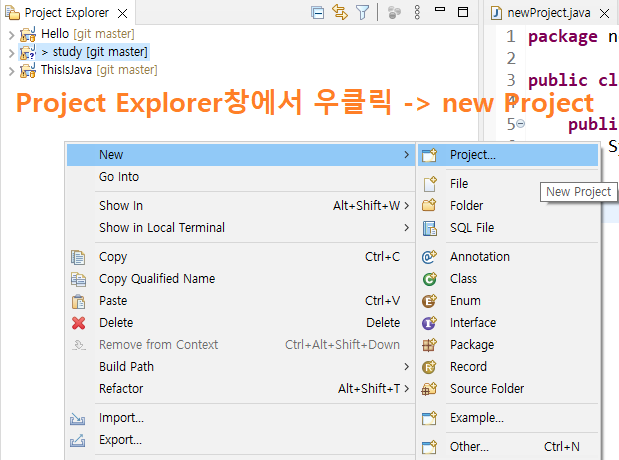 Project Explorer
newProject.java
Hello [git master]
> study [git master]
ThisIsJava [git master]
1
package n
3
public cl
4
5
publi
Sy
Project Explorer창에서 우클릭 -> new Project
New
Go Into
Show In Alt+Shift+W
Show in Local Terminal
Copy Ctrl+C
Copy Qualified Name
Paste Ctrl+V
Delete Delete
Remove from Context Ctrl+Alt+Shift+Down
Build Path
Refactor Alt+Shift+T
Import...
Export...
Project...
File
Folder
SQL File
Annotation
Class
Enum
Interface
Package
Record
Source Folder
Example...
Other... Ctrl+N
New Project